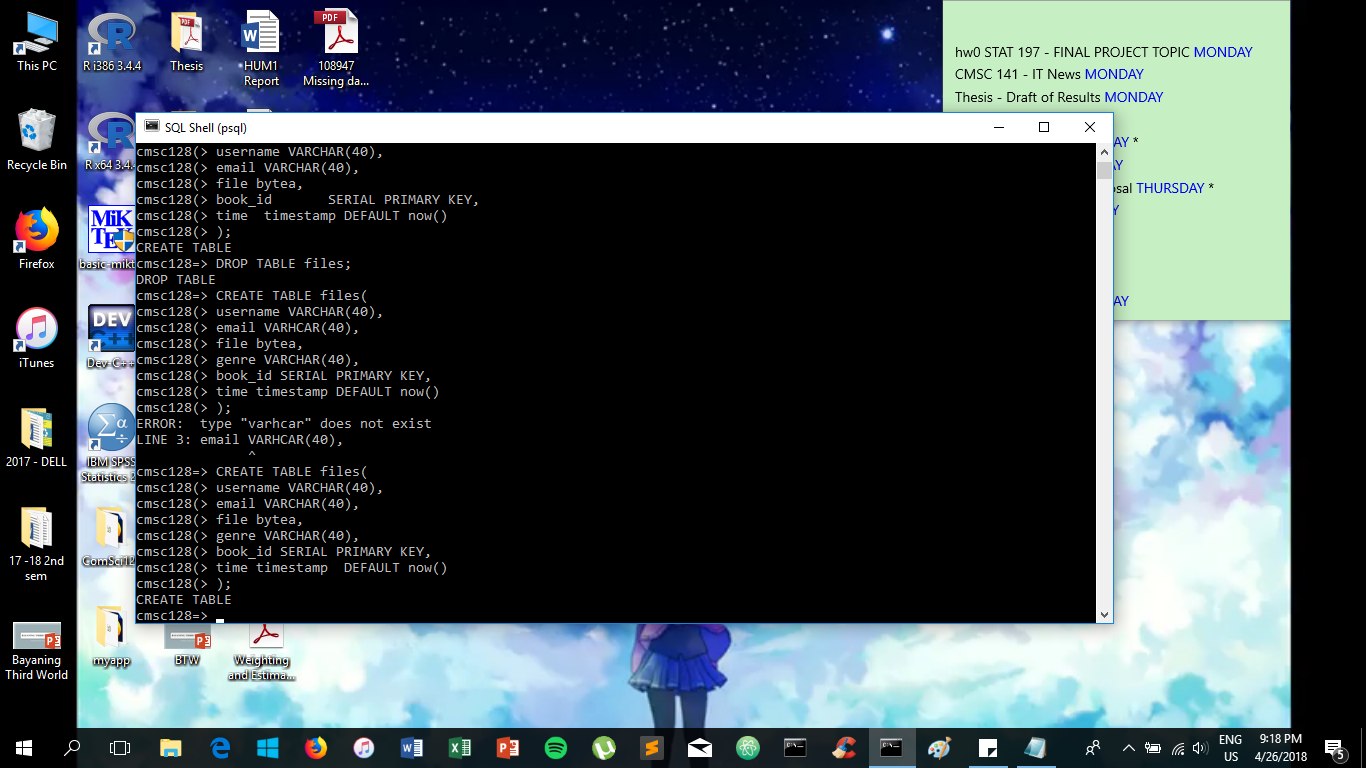 This PC
R i386 3.4.4
Thesis
HUM1 Report
108947 Missing da...
hw0 STAT 197 - FINAL PROJECT TOPIC MONDAY
CMSC 141 - IT News MONDAY
Thesis - Draft of Results MONDAY
AY *
AY
osal THURSDAY *
Y
AY
Recycle Bin
R x64 3.4.
Firefox
basic-mikt
iTunes
Dev-C++
2017 - DELL
IBM SPSS
Statistics 2
17 -18 2nd sem
ComSci12
Bayaning Third World
myapp
BTW
Weighting and Estima...
SQL Shell (psql)
cmsc128(> username VARCHAR(40),
cmsc128(> email VARCHAR(40),
cmsc128(> file bytea,
cmsc128(> book_id       SERIAL PRIMARY KEY,
cmsc128(> time  timestamp DEFAULT now()
cmsc128(> );
CREATE TABLE
cmsc128=> DROP TABLE files;
DROP TABLE
cmsc128=> CREATE TABLE files(
cmsc128(> username VARCHAR(40),
cmsc128(> email VARHCAR(40),
cmsc128(> file bytea,
cmsc128(> genre VARCHAR(40),
cmsc128(> book_id SERIAL PRIMARY KEY,
cmsc128(> time timestamp DEFAULT now()
cmsc128(> );
ERROR:  type "varhcar" does not exist
LINE 3: email VARHCAR(40),
^
cmsc128=> CREATE TABLE files(
cmsc128(> username VARCHAR(40),
cmsc128(> email VARCHAR(40),
cmsc128(> file bytea,
cmsc128(> genre VARCHAR(40),
cmsc128(> book_id SERIAL PRIMARY KEY,
cmsc128(> time timestamp  DEFAULT now()
cmsc128(> );
CREATE TABLE
cmsc128=>
ENG
US
9:18 PM
4/26/2018
5